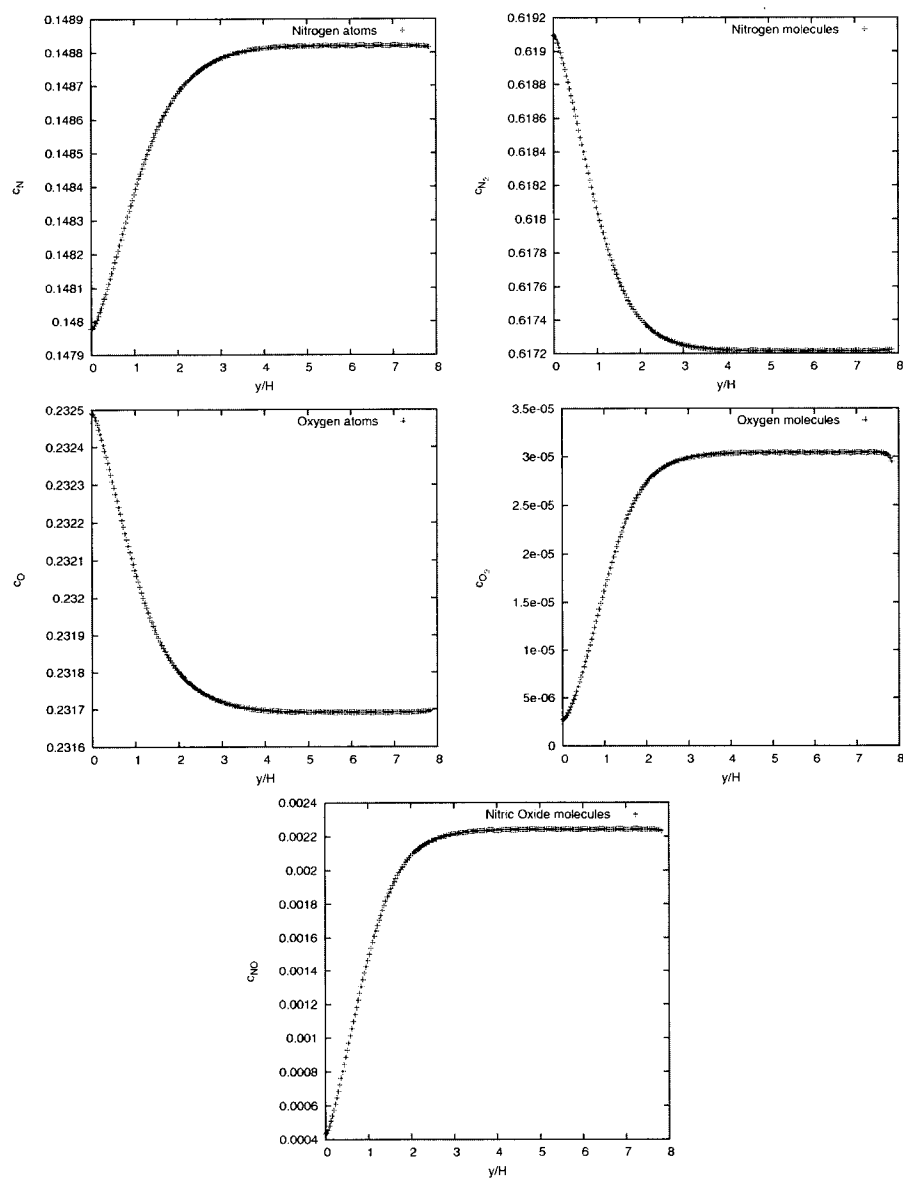 Nitrogen atoms +
0.1489
0.1488
0.1487
0.1486
0.1485
0.1484
0.1483
0.1482
0.1481
0.148
0.1479
c_N
0 1 2 3 4 5 6 7 8
y/H
Nitrogen molecules +
0.6192
0.619
0.6188
0.6186
0.6184
0.6182
0.618
0.6178
0.6176
0.6174
0.6172
c_N₂
0 1 2 3 4 5 6 7 8
y/H
Oxygen atoms +
0.2325
0.2324
0.2323
0.2322
0.2321
0.232
0.2319
0.2318
0.2317
0.2316
c_O
0 1 2 3 4 5 6 7 8
y/H
Oxygen molecules +
3.5e-05
3e-05
2.5e-05
2e-05
1.5e-05
1e-05
5e-06
0
c_O₂
0 1 2 3 4 5 6 7 8
y/H
Nitric Oxide molecules +
0.0024
0.0022
0.002
0.0018
0.0016
0.0014
0.0012
0.001
0.0008
0.0006
0.0004
c_NO
0 1 2 3 4 5 6 7 8
y/H